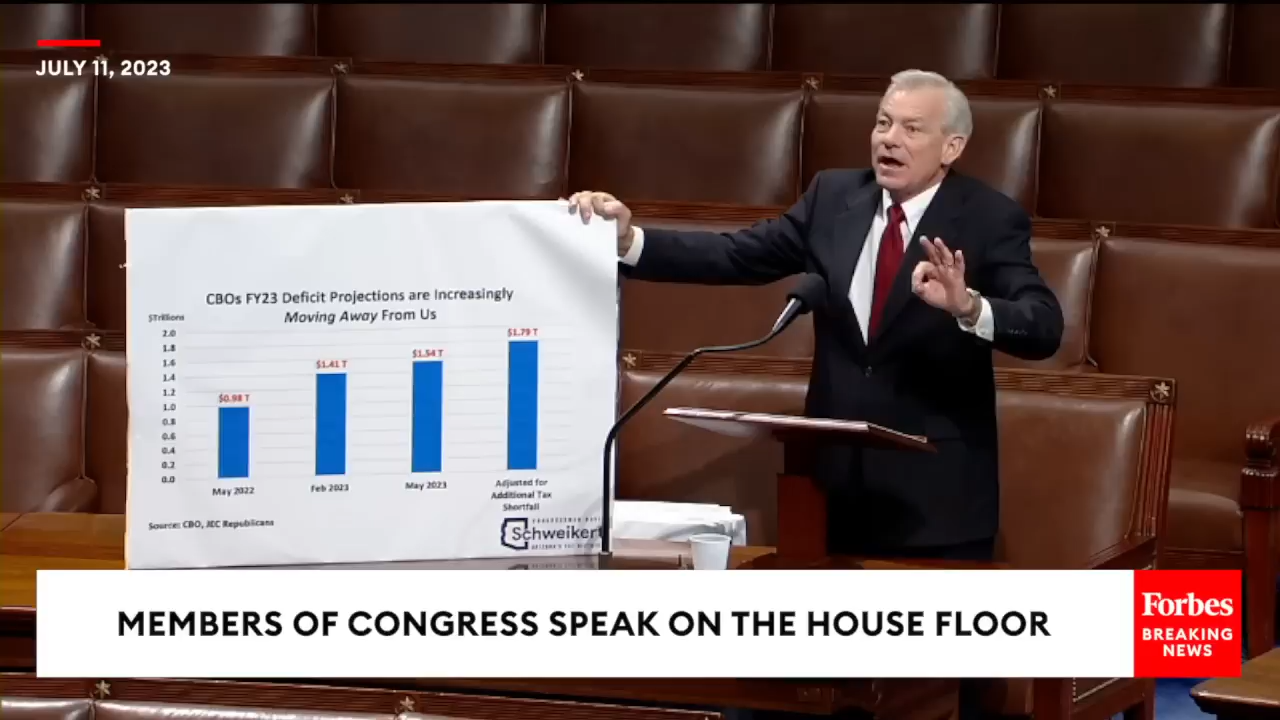 JULY 11, 2023
CBOs FY23 Deficit Projections are Increasingly
Moving Away From Us
$Trillions
2.0
1.8
1.6
1.4
1.2
1.0
0.8
0.6
0.4
0.2
0.0
$0.98 T
$1.41 T
$1.54 T
$1.79 T
May 2022
Feb 2023
May 2023
Adjusted for
Additional Tax
Shortfall
Source: CBO, JEC Republicans
CONGRESSMAN
Schweikert
MEMBERS OF CONGRESS SPEAK ON THE HOUSE FLOOR
Forbes
BREAKING
NEWS